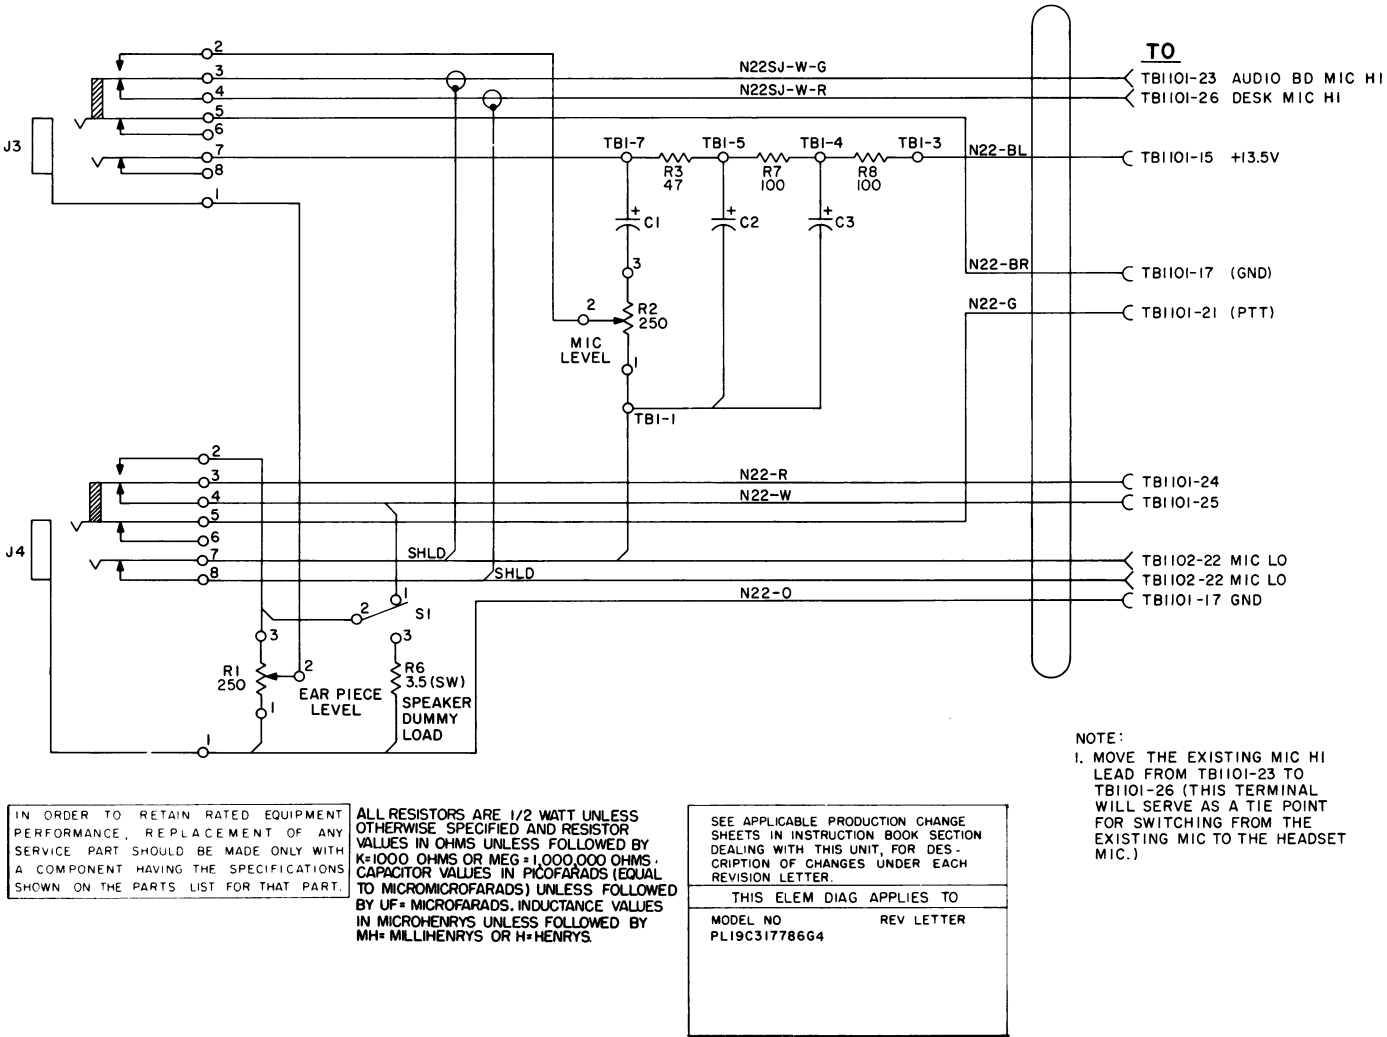 TO
2
3
N22SJ-W-G
TB1101-23 AUDIO BD MIC HI
4
N22SJ-W-R
TB1101-26 DESK MIC HI
5
6
J3
7
TB1-7
TB1-5
TB1-4
TB1-3
N22-BL
TB1101-15 +13.5V
8
R3
47
R7
100
R8
100
1
+
C1
+
C2
+
C3
3
N22-BR
TB1101-17 (GND)
2
R2
250
N22-G
TB1101-21 (PTT)
MIC
LEVEL
1
TB1-1
2
3
N22-R
TB1101-24
4
N22-W
TB1101-25
5
6
J4
7
SHLD
TB1102-22 MIC LO
8
SHLD
TB1102-22 MIC LO
1
N22-O
TB1101-17 GND
2
S1
3
3
R1
250
2
R6
3.5(SW)
EAR PIECE
LEVEL
SPEAKER
DUMMY
LOAD
1
1
NOTE:
1. MOVE THE EXISTING MIC HI
LEAD FROM TB1101-23 TO
TB1101-26 (THIS TERMINAL
WILL SERVE AS A TIE POINT
FOR SWITCHING FROM THE
EXISTING MIC TO THE HEADSET
MIC.)
IN ORDER TO RETAIN RATED EQUIPMENT
PERFORMANCE, REPLACEMENT OF ANY
SERVICE PART SHOULD BE MADE ONLY WITH
A COMPONENT HAVING THE SPECIFICATIONS
SHOWN ON THE PARTS LIST FOR THAT PART.
ALL RESISTORS ARE 1/2 WATT UNLESS
OTHERWISE SPECIFIED AND RESISTOR
VALUES IN OHMS UNLESS FOLLOWED BY
K=1000 OHMS OR MEG = 1,000,000 OHMS.
CAPACITOR VALUES IN PICOFARADS (EQUAL
TO MICROMICROFARADS) UNLESS FOLLOWED
BY UF= MICROFARADS. INDUCTANCE VALUES
IN MICROHENRYS UNLESS FOLLOWED BY
MH= MILLIHENRYS OR H=HENRYS.
SEE APPLICABLE PRODUCTION CHANGE
SHEETS IN INSTRUCTION BOOK SECTION
DEALING WITH THIS UNIT, FOR DES-
CRIPTION OF CHANGES UNDER EACH
REVISION LETTER.
THIS ELEM DIAG APPLIES TO
MODEL NO REV LETTER
PL19C317786G4